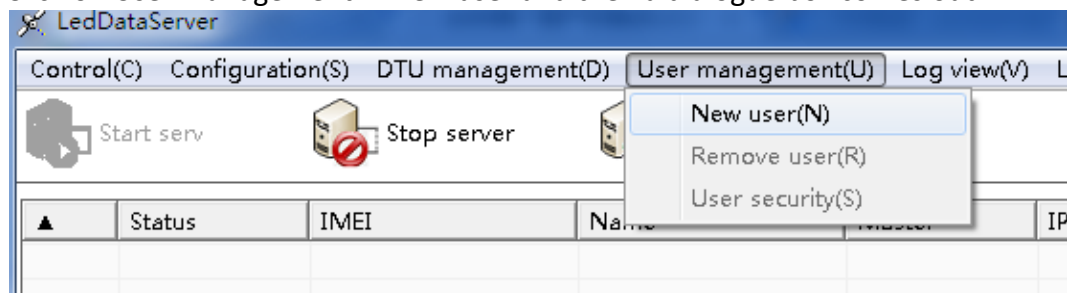 LedDataServer
Control(C) Configuration(S) DTU management(D) User management(U) Log view(V) L
Start serv Stop server
New user(N)
Remove user(R)
User security(S)
▲ Status IMEI IP